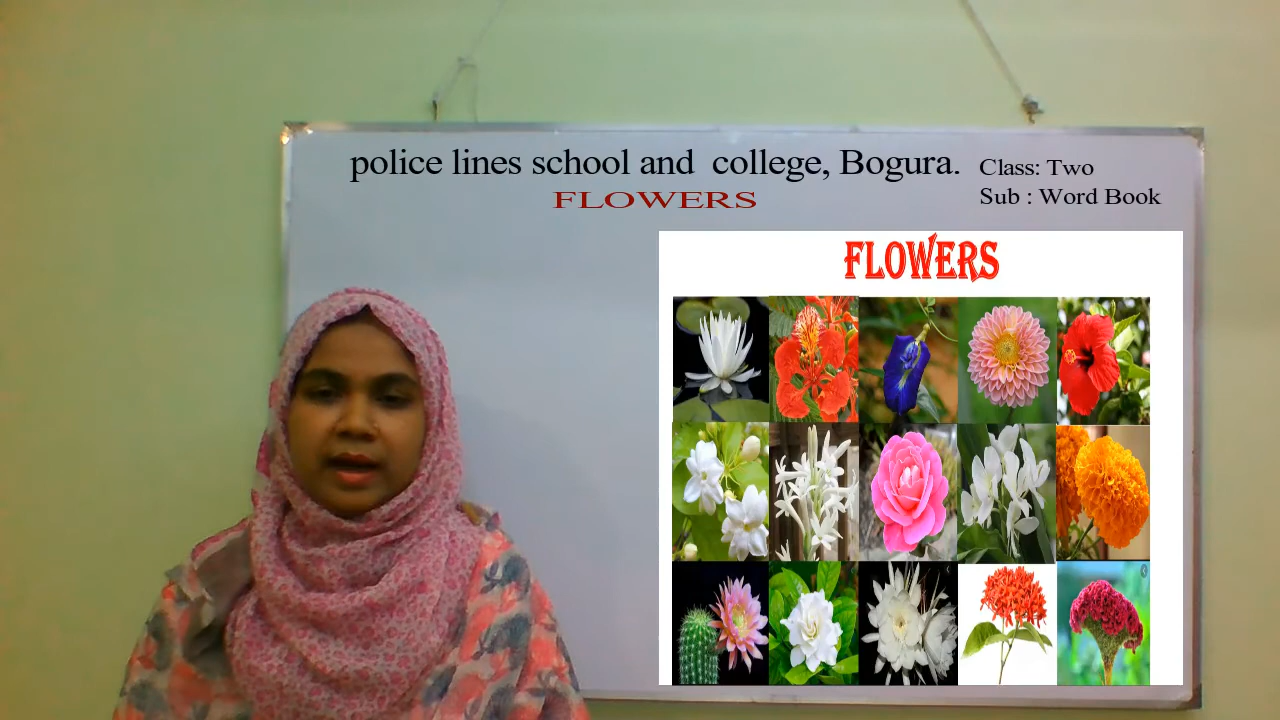 police lines school and college, Bogura.
Class: Two
FLOWERS
Sub : Word Book
FLOWERS